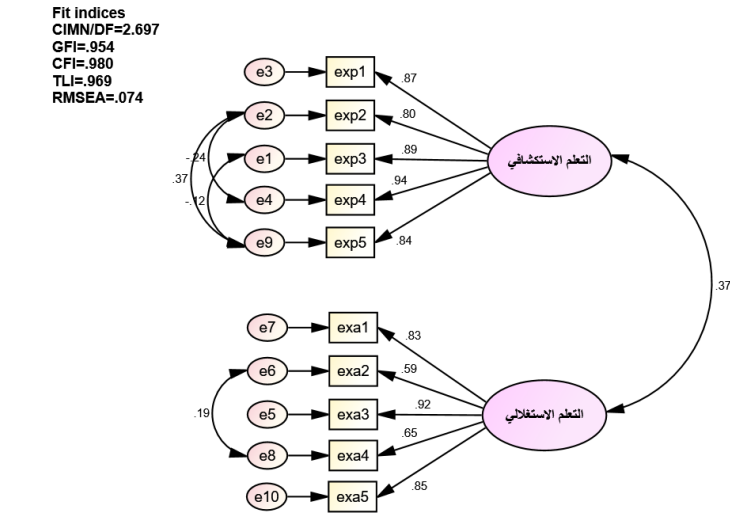 Fit indices
CIMN/DF=2.697
GFI=.954
CFI=.980
TLI=.969
RMSEA=.074
e3
exp1
.87
e2
exp2
.80
e1
exp3
.89
التعلم الاستكشافي
-.24
.37
-.12
e4
exp4
.94
e9
exp5
.84
.37
e7
exa1
.83
e6
exa2
.59
.19
e5
exa3
.92
التعلم الاستغلالي
e8
exa4
.65
e10
exa5
.85